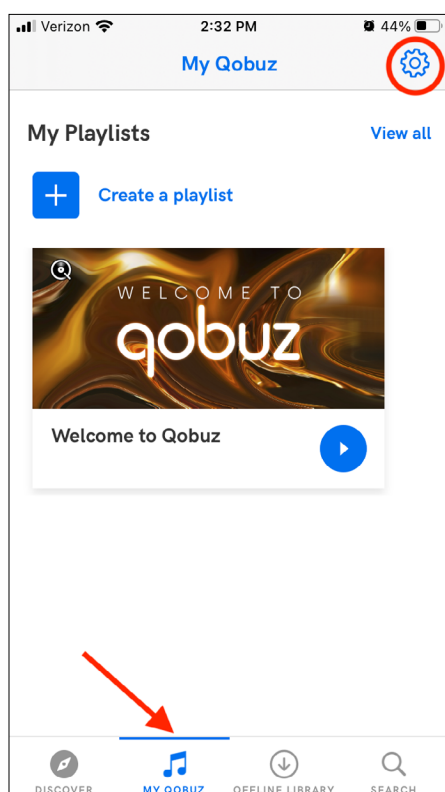 Verizon 2:32 PM 44%
My Qobuz
My Playlists View all
Create a playlist
WELCOME TO
qobuz
Welcome to Qobuz
DISCOVER MY QOBUZ OFFLINE LIBRARY SEARCH